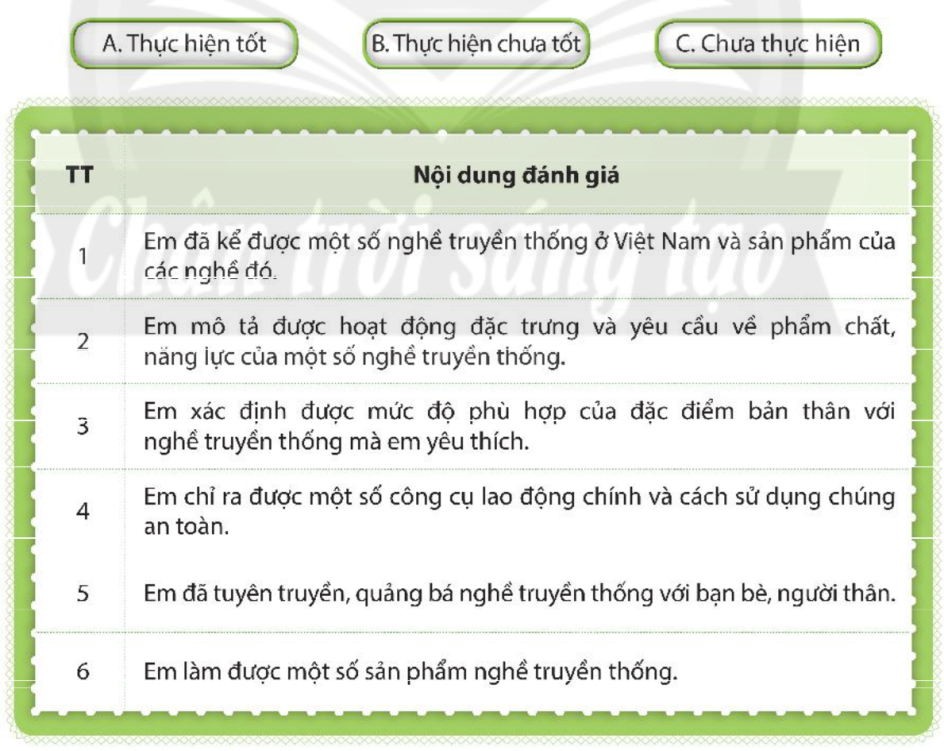 A. Thực hiện tốt
B. Thực hiện chưa tốt
C. Chưa thực hiện
TT Nội dung đánh giá
1 Em đã kể được một số nghề truyền thống ở Việt Nam và sản phẩm của
các nghề đó.
2 Em mô tả được hoạt động đặc trưng và yêu cầu về phẩm chất,
năng lực của một số nghề truyền thống.
3 Em xác định được mức độ phù hợp của đặc điểm bản thân với
nghề truyền thống mà em yêu thích.
4 Em chỉ ra được một số công cụ lao động chính và cách sử dụng chúng
an toàn.
5 Em đã tuyên truyền, quảng bá nghề truyền thống với bạn bè, người thân.
6 Em làm được một số sản phẩm nghề truyền thống.
Chân trời sáng tạo